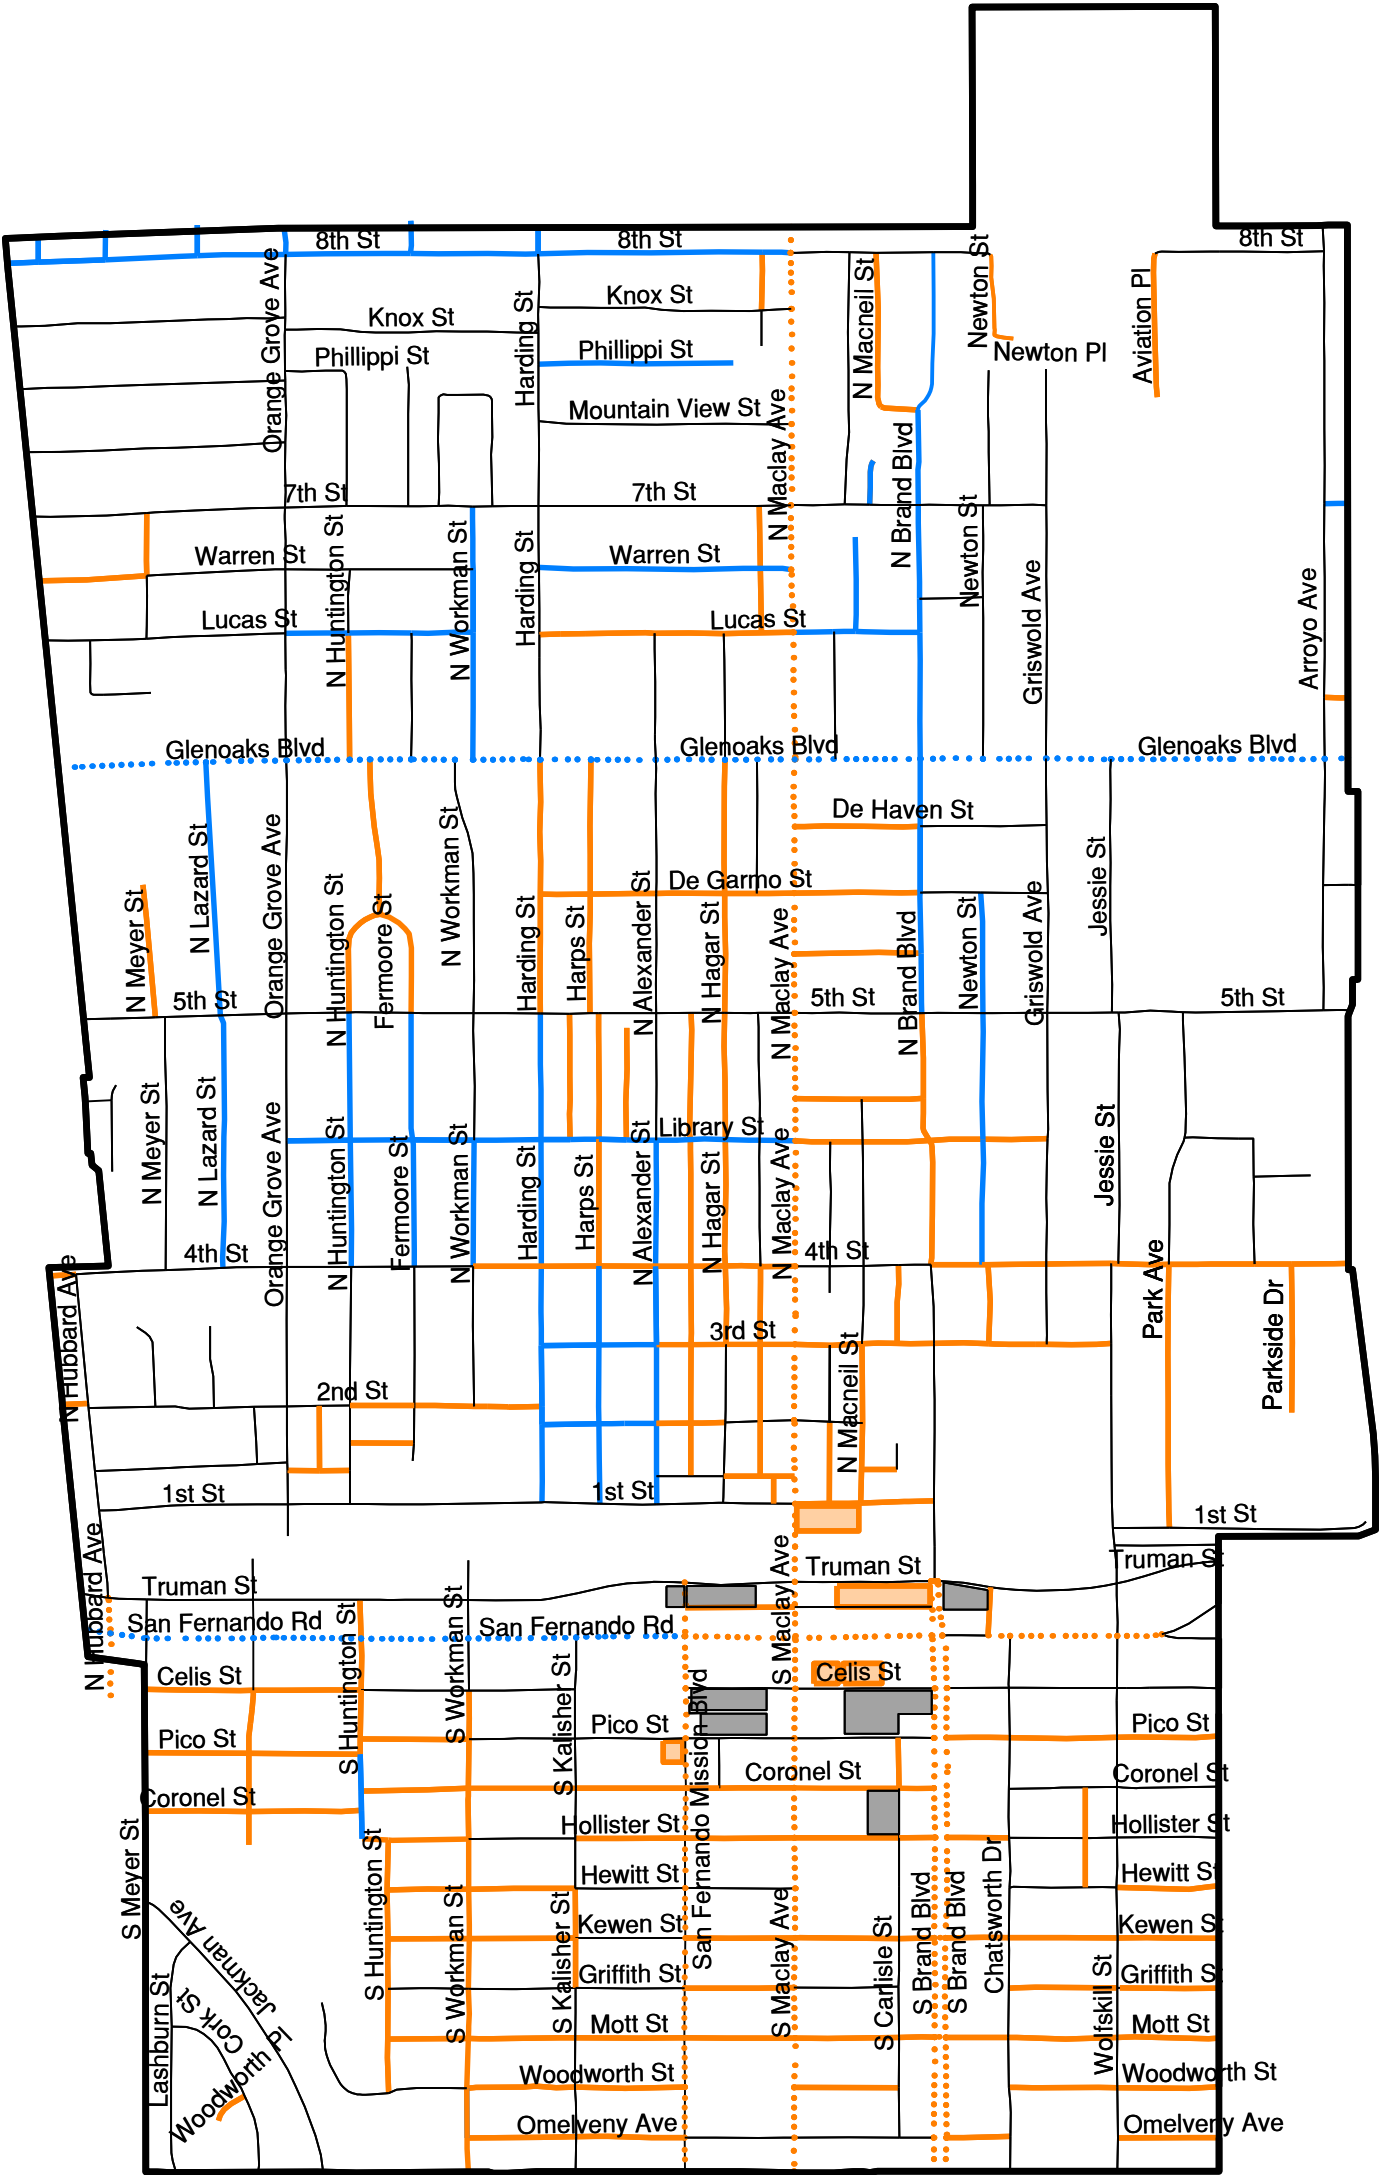 8th St
8th St
8th St
Orange Grove Ave
Knox St
Knox St
Harding St
N Macneil St
Newton St
Aviation Pl
Phillippi St
Phillippi St
Newton Pl
Mountain View St
N Maclay Ave
N Brand Blvd
7th St
7th St
Warren St
Warren St
N Huntington St
N Workman St
Harding St
Newton St
Griswold Ave
Arroyo Ave
Lucas St
Lucas St
Glenoaks Blvd
Glenoaks Blvd
Glenoaks Blvd
De Haven St
N Lazard St
Orange Grove Ave
N Workman St
Jessie St
De Garmo St
N Meyer St
N Huntington St
Fermoore St
Harding St
Harps St
N Alexander St
N Hagar St
N Maclay Ave
N Brand Blvd
Newton St
Griswold Ave
5th St
5th St
5th St
N Meyer St
N Lazard St
Orange Grove Ave
N Huntington St
Fermoore St
N Workman St
Harding St
Harps St
N Alexander St
Library St
N Hagar St
N Maclay Ave
Jessie St
4th St
4th St
N Hubbard Ave
Park Ave
Parkside Dr
3rd St
N Macneil St
2nd St
1st St
1st St
1st St
N Hubbard Ave
Truman St
Truman St
Truman St
San Fernando Rd
San Fernando Rd
S Huntington St
S Workman St
S Maclay Ave
Celis St
Celis St
S Kalisher St
San Fernando Mission Blvd
Pico St
Pico St
Pico St
Coronel St
Coronel St
Coronel St
S Meyer St
Hollister St
Hollister St
S Huntington St
Hewitt St
Hewitt St
S Workman St
S Kalisher St
Kewen St
Kewen St
S Maclay Ave
S Carlisle St
S Brand Blvd
S Brand Blvd
Chatsworth Dr
Jackman Ave
Griffith St
Griffith St
Lashburn St
Cork St
Mott St
Mott St
Wolfskill St
Woodworth Pl
Woodworth St
Woodworth St
Omelveny Ave
Omelveny Ave